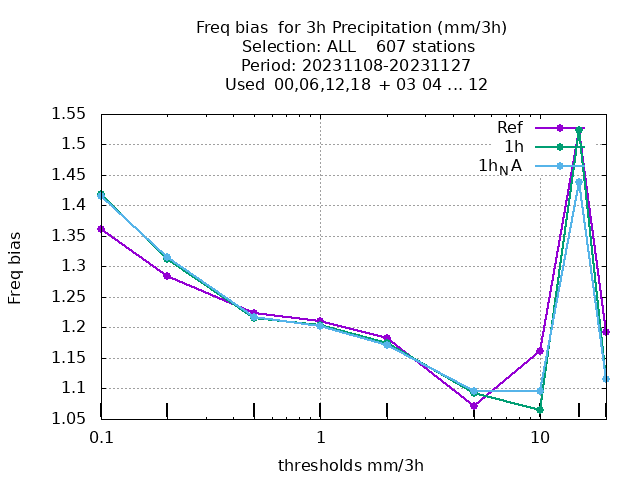 Freq bias  for 3h Precipitation (mm/3h)
Selection: ALL    607 stations
Period: 20231108-20231127
Used  00,06,12,18  + 03 04 ... 12
Ref
1h
1h_NA
1.55
1.5
1.45
1.4
1.35
1.3
1.25
1.2
1.15
1.1
1.05
Freq bias
0.1 1 10
thresholds mm/3h